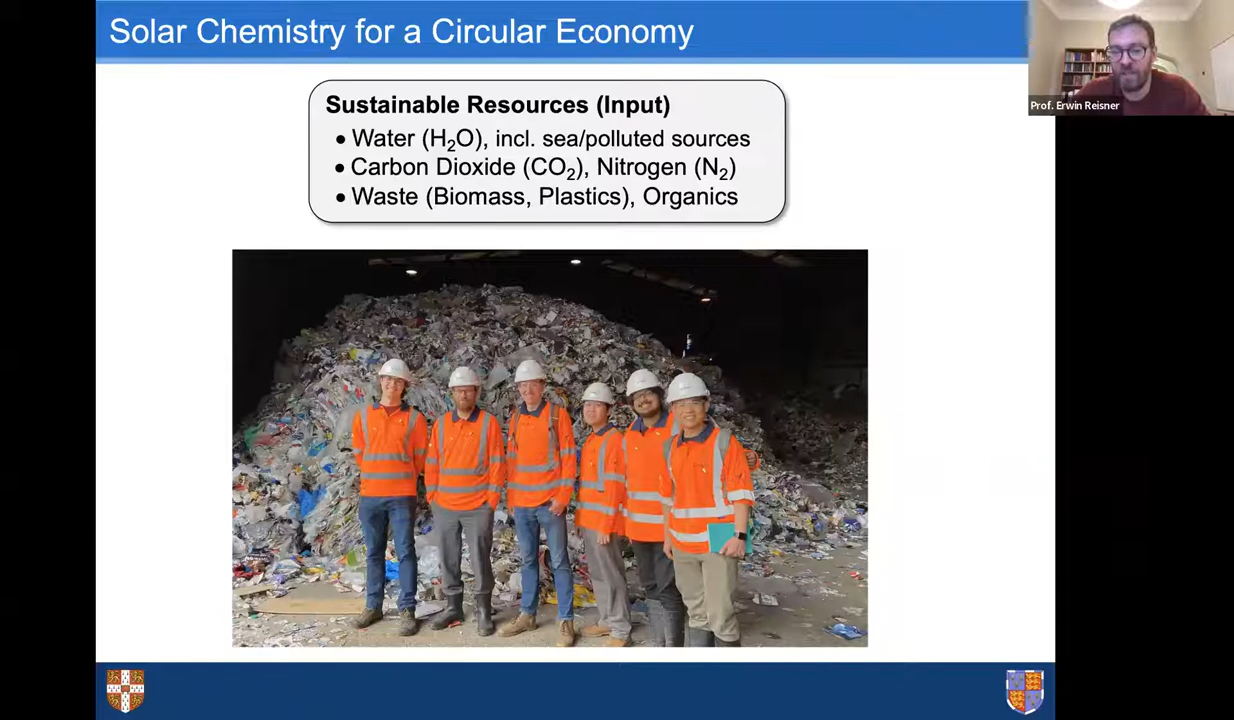 Solar Chemistry for a Circular Economy
Prof. Erwin Reisner
Sustainable Resources (Input)
• Water (H₂O), incl. sea/polluted sources
• Carbon Dioxide (CO₂), Nitrogen (N₂)
• Waste (Biomass, Plastics), Organics